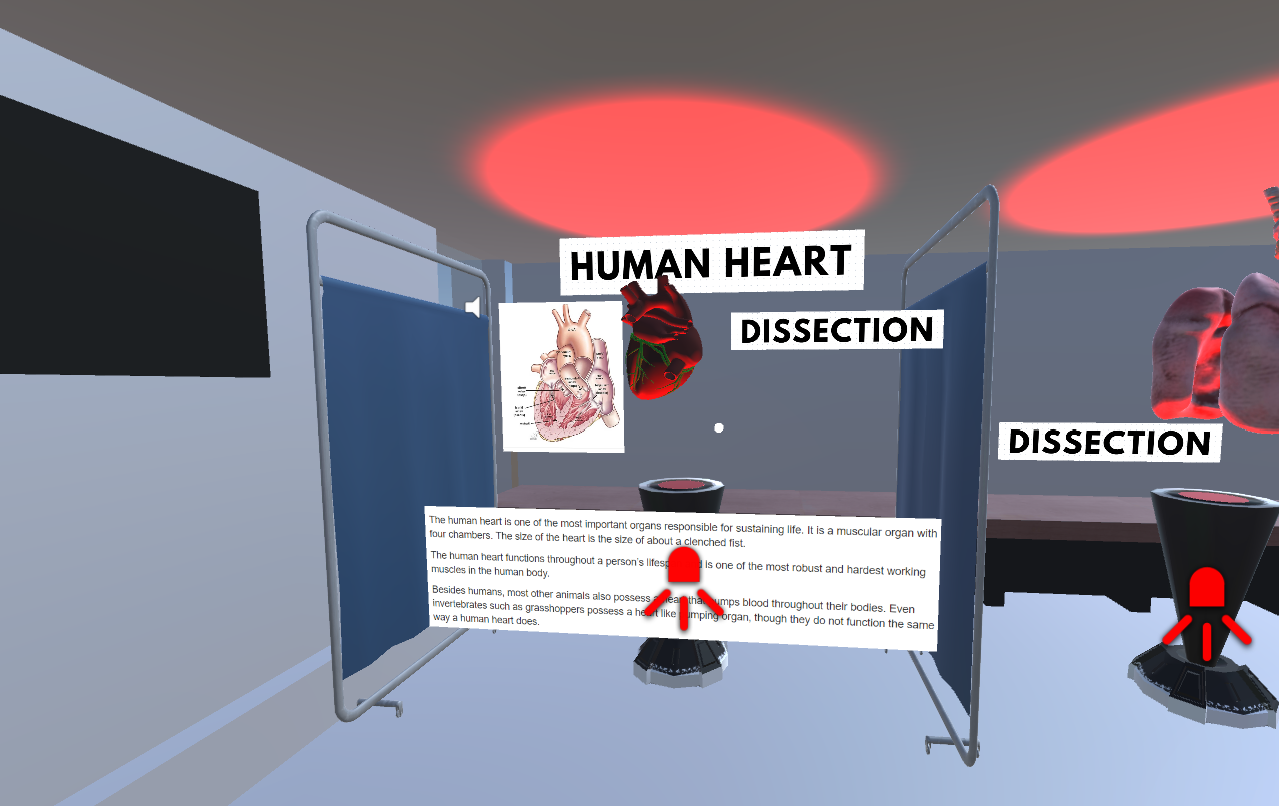 HUMAN HEART
DISSECTION
DISSECTION
The human heart is one of the most important organs responsible for sustaining life. It is a muscular organ with
four chambers. The size of the heart is the size of about a clenched fist.
The human heart functions throughout a person's is one of the most robust and hardest working
muscles in the human body.
Besides humans, most other animals also possess a heart that pumps blood throughout their bodies. Even
invertebrates such as grasshoppers possess a heart like pumping organ, though they do not function the same
way a human heart does.